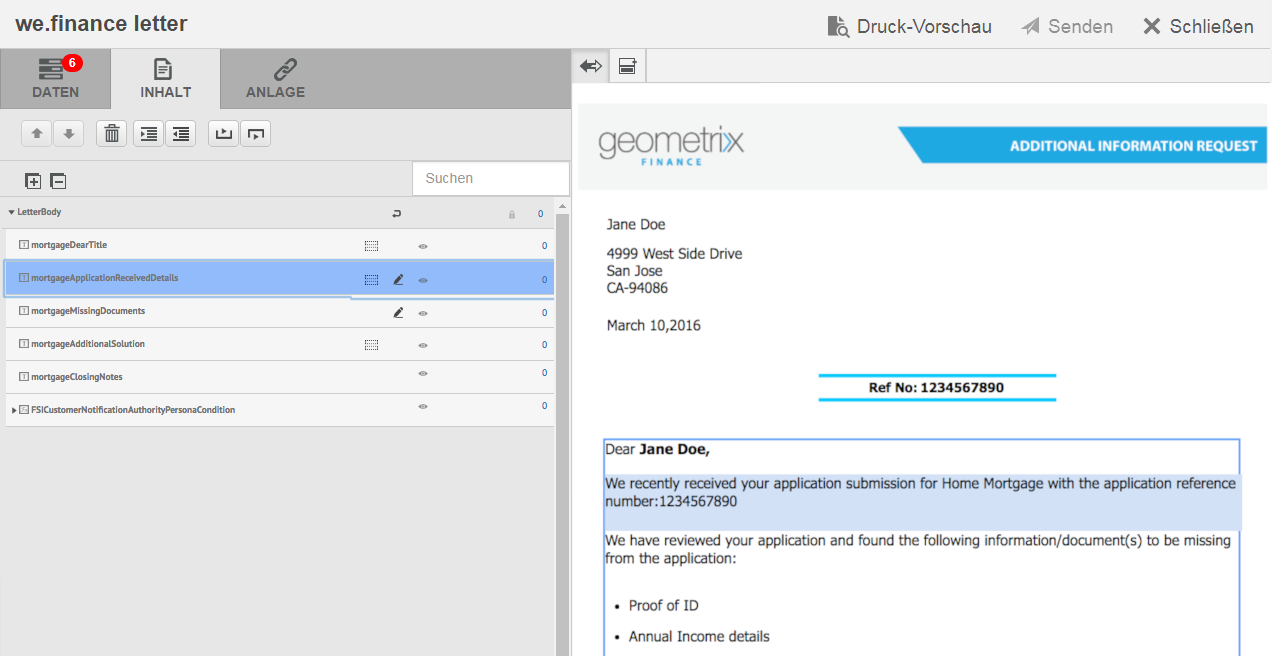 we.finance letter
Druck-Vorschau
Senden
Schließen
6
DATEN
INHALT
ANLAGE
Suchen
LetterBody
0
mortgageDearTitle
0
mortgageApplicationReceivedDetails
0
mortgageMissingDocuments
0
mortgageAdditionalSolution
0
mortgageClosingNotes
0
FSICustomerNotificationAuthorityPersonaCondition
0
geometrixx
FINANCE
ADDITIONAL INFORMATION REQUEST
Jane Doe
4999 West Side Drive
San Jose
CA-94086
March 10,2016
Ref No: 1234567890
Dear Jane Doe,
We recently received your application submission for Home Mortgage with the application reference
number:1234567890
We have reviewed your application and found the following information/document(s) to be missing
from the application:
• Proof of ID
• Annual Income details